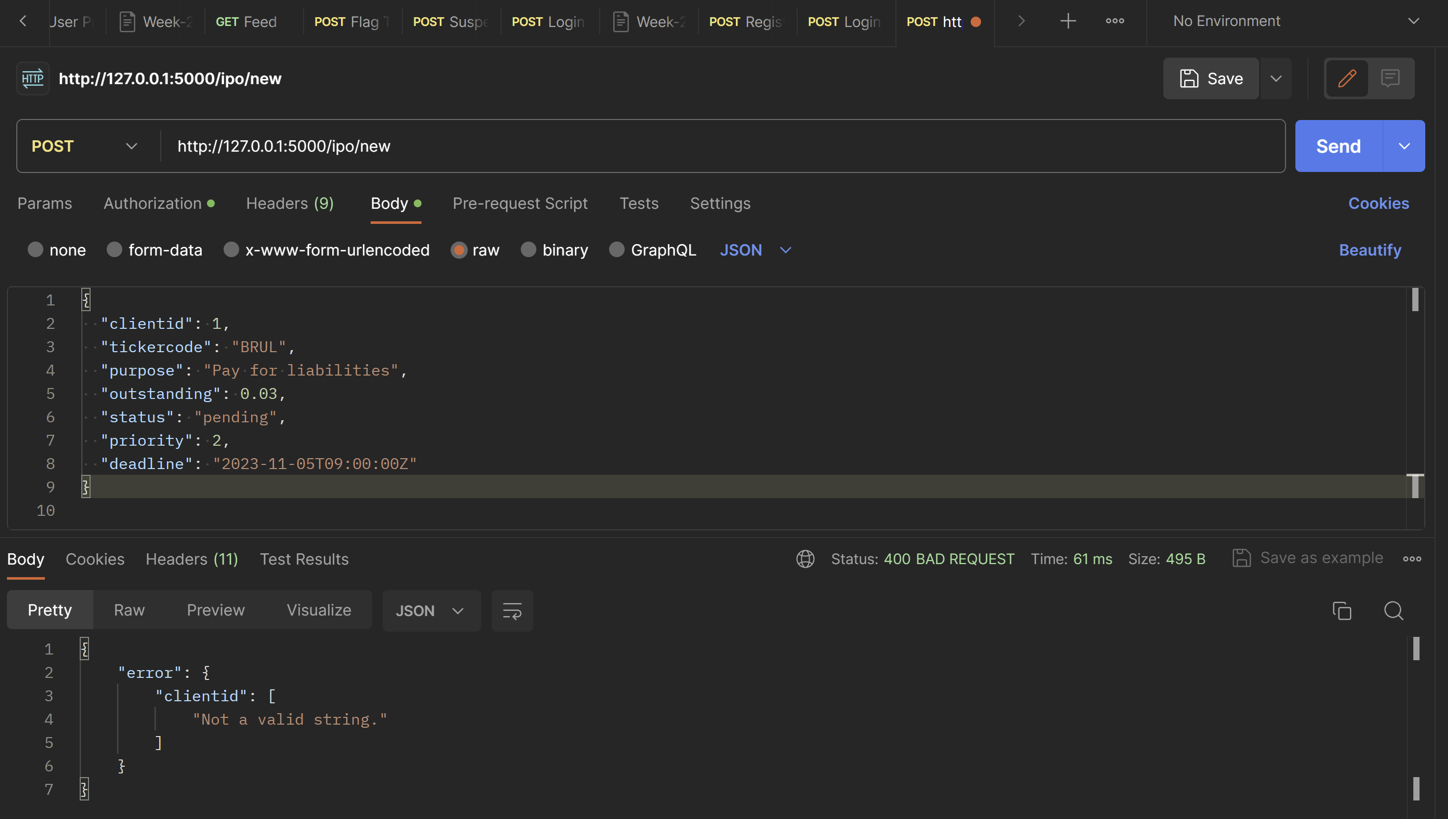 User P
Week-2
GET Feed
POST Flag T
POST Suspe
POST Login
Week-2
POST Regis
POST Login
POST htt
No Environment
HTTP http://127.0.0.1:5000/ipo/new
Save
POST http://127.0.0.1:5000/ipo/new
Send
Params Authorization Headers (9) Body Pre-request Script Tests Settings Cookies
none form-data x-www-form-urlencoded raw binary GraphQL JSON Beautify
1 {
2 "clientid": 1,
3 "tickercode": "BRUL",
4 "purpose": "Pay for liabilities",
5 "outstanding": 0.03,
6 "status": "pending",
7 "priority": 2,
8 "deadline": "2023-11-05T09:00:00Z"
9 }
10
Body Cookies Headers (11) Test Results Status: 400 BAD REQUEST Time: 61 ms Size: 495 B Save as example
Pretty Raw Preview Visualize JSON
1 {
2 "error": {
3 "clientid": [
4 "Not a valid string."
5 ]
6 }
7 }